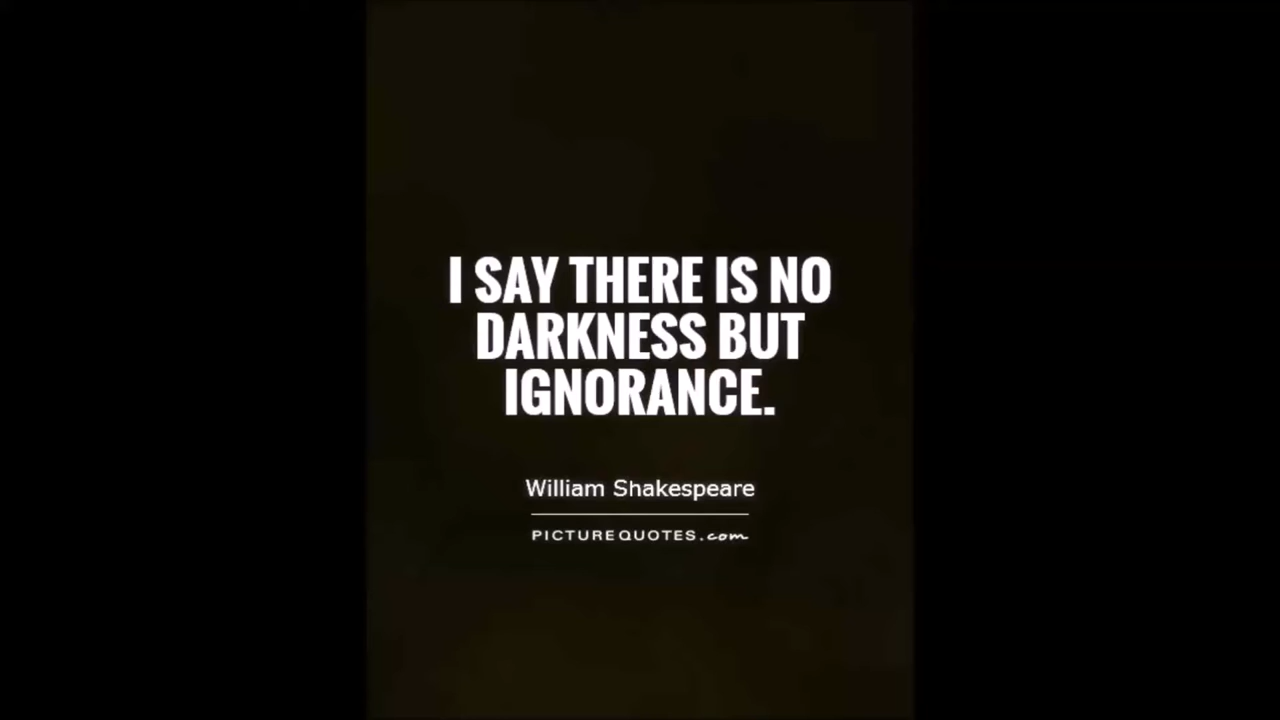 I SAY THERE IS NO
DARKNESS BUT
IGNORANCE.
William Shakespeare
PICTUREQUOTES.com